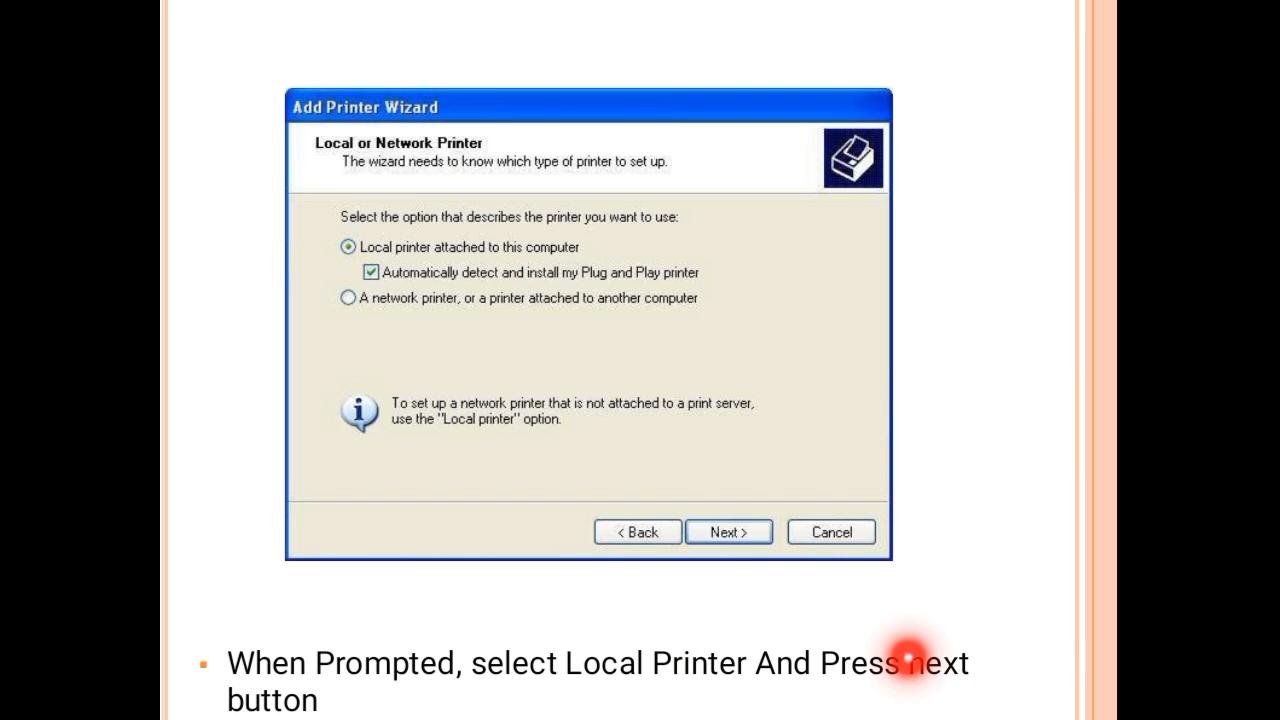 Add Printer Wizard
Local or Network Printer
The wizard needs to know which type of printer to set up.
Select the option that describes the printer you want to use:
Local printer attached to this computer
Automatically detect and install my Plug and Play printer
A network printer, or a printer attached to another computer
To set up a network printer that is not attached to a print server,
use the "Local printer" option.
< Back Next > Cancel
▪ When Prompted, select Local Printer And Press next
button